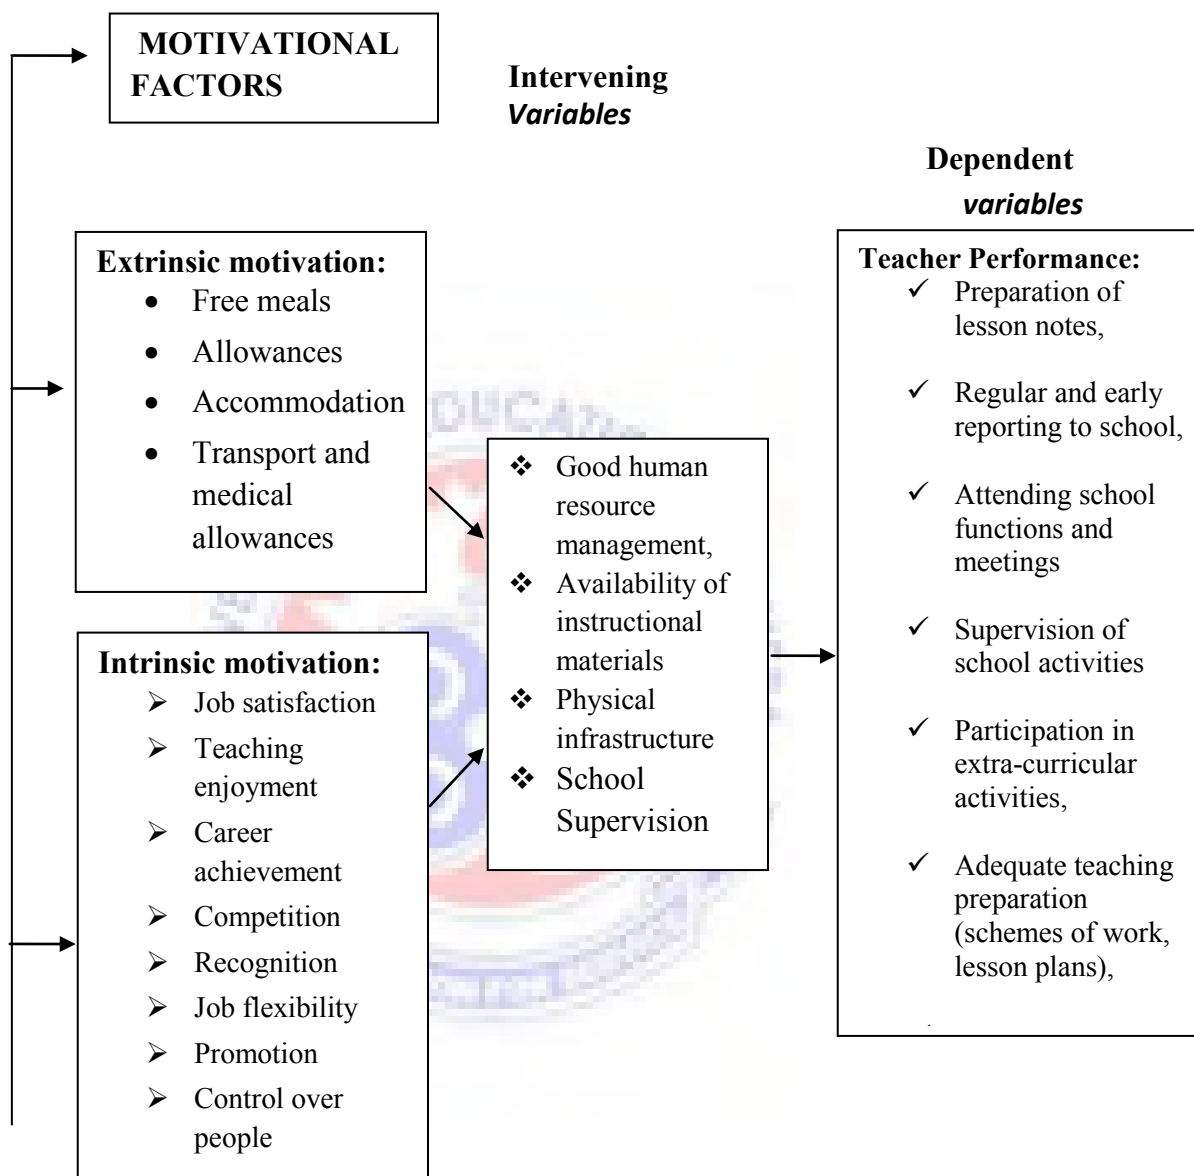 MOTIVATIONAL
FACTORS
Intervening
Variables
Dependent
variables
Extrinsic motivation:
• Free meals
• Allowances
• Accommodation
• Transport and
medical
allowances
Intrinsic motivation:
➢ Job satisfaction
➢ Teaching
enjoyment
➢ Career
achievement
➢ Competition
➢ Recognition
➢ Job flexibility
➢ Promotion
➢ Control over
people
❖ Good human
resource
management,
❖ Availability of
instructional
materials
❖ Physical
infrastructure
❖ School
Supervision
Teacher Performance:
✓ Preparation of
lesson notes,
✓ Regular and early
reporting to school,
✓ Attending school
functions and
meetings
✓ Supervision of
school activities
✓ Participation in
extra-curricular
activities,
✓ Adequate teaching
preparation
(schemes of work,
lesson plans),